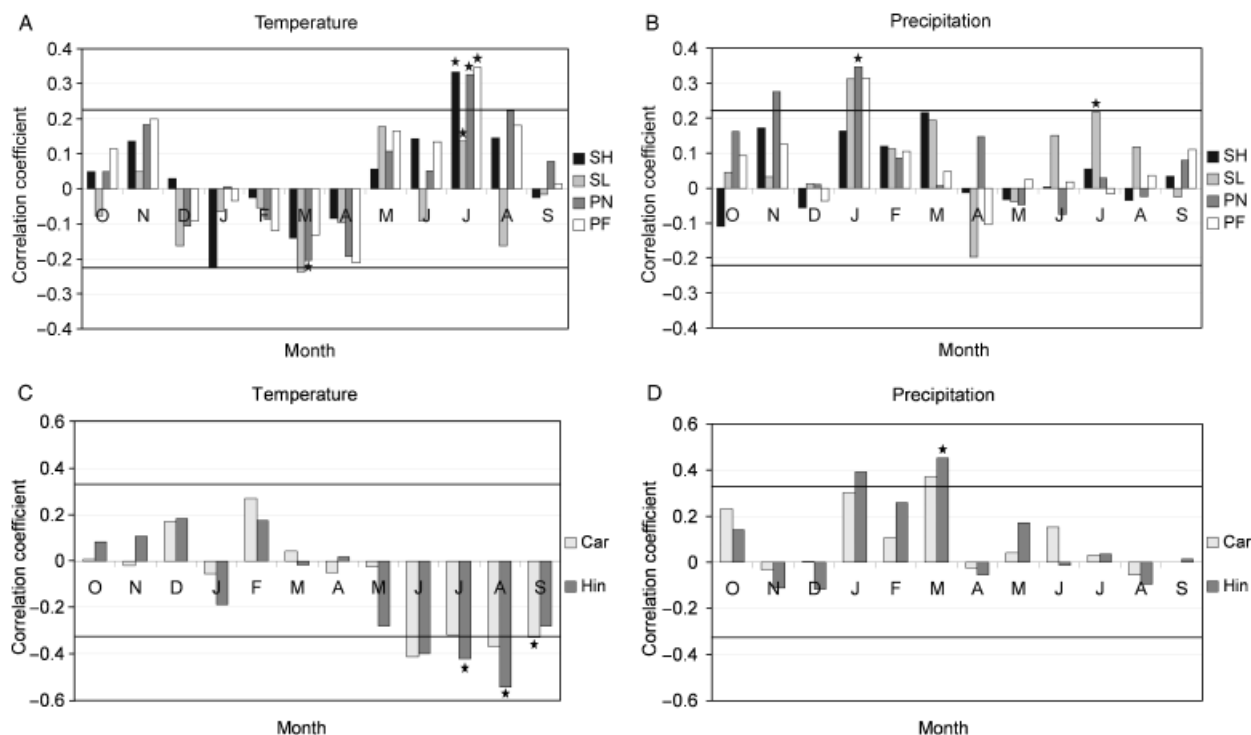 A
Temperature
0.4
0.3
0.2
0.1
0
−0.1
−0.2
−0.3
−0.4
Correlation coefficient
O N D J F M A M J J A S
Month
SH
SL
PN
PF
B
Precipitation
0.4
0.3
0.2
0.1
0
−0.1
−0.2
−0.3
−0.4
Correlation coefficient
O N D J F M A M J J A S
Month
SH
SL
PN
PF
C
Temperature
0.6
0.4
0.2
0
−0.2
−0.4
−0.6
Correlation coefficient
O N D J F M A M J J A S
Month
Car
Hin
D
Precipitation
0.6
0.4
0.2
0
−0.2
−0.4
−0.6
Correlation coefficient
O N D J F M A M J J A S
Month
Car
Hin